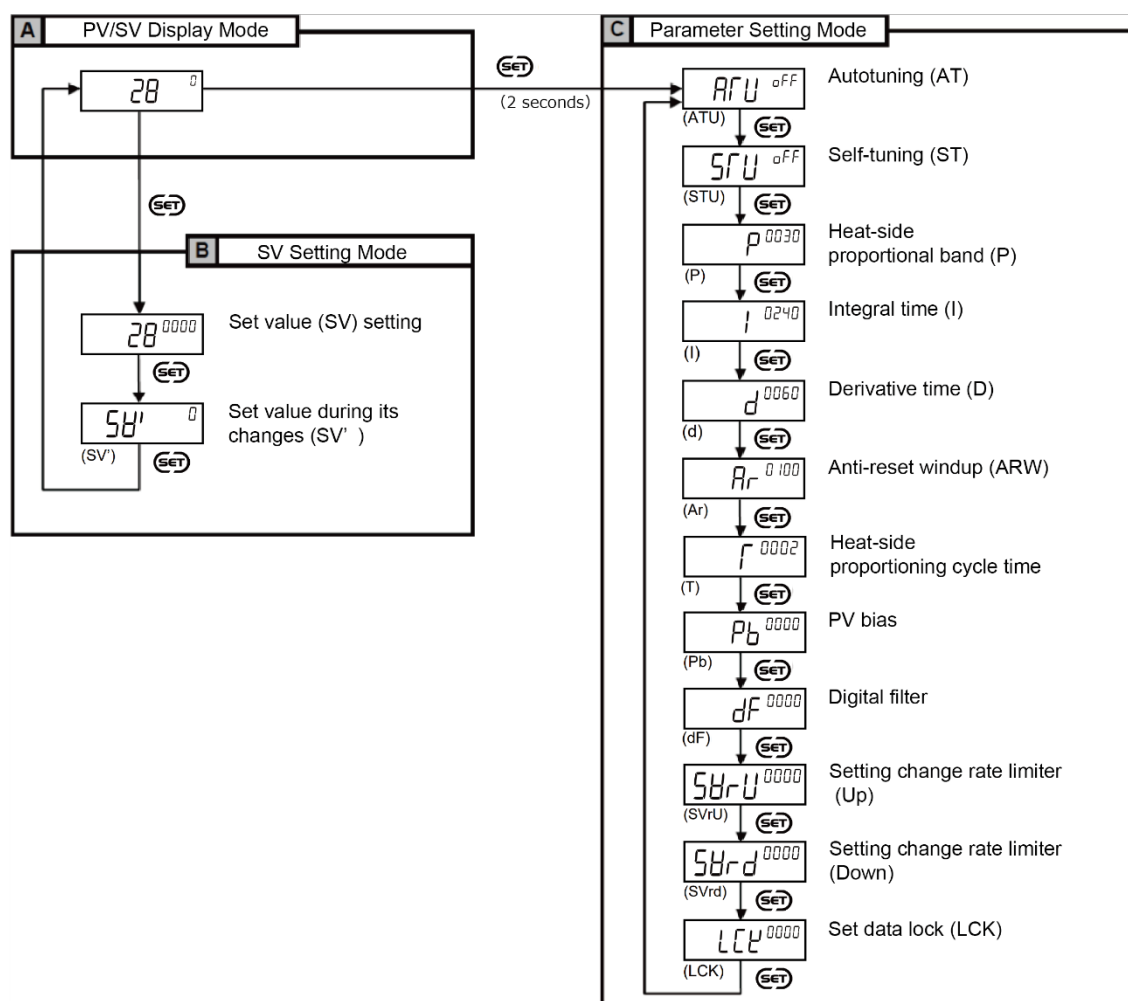 A PV/SV Display Mode
28 0
SET
(2 seconds)
SET
B SV Setting Mode
28 0000
Set value (SV) setting
SET
SV' 0
(SV')
Set value during its
changes (SV' )
SET
C Parameter Setting Mode
ATU oFF
(ATU)
Autotuning (AT)
SET
STU oFF
(STU)
Self-tuning (ST)
SET
P 0030
(P)
Heat-side
proportional band (P)
SET
I 0240
(I)
Integral time (I)
SET
d 0060
(d)
Derivative time (D)
SET
Ar 0100
(Ar)
Anti-reset windup (ARW)
SET
T 0002
(T)
Heat-side
proportioning cycle time
SET
Pb 0000
(Pb)
PV bias
SET
dF 0000
(dF)
Digital filter
SET
SVrU 0000
(SVrU)
Setting change rate limiter
(Up)
SET
SVrd 0000
(SVrd)
Setting change rate limiter
(Down)
SET
LCK 0000
(LCK)
Set data lock (LCK)
SET